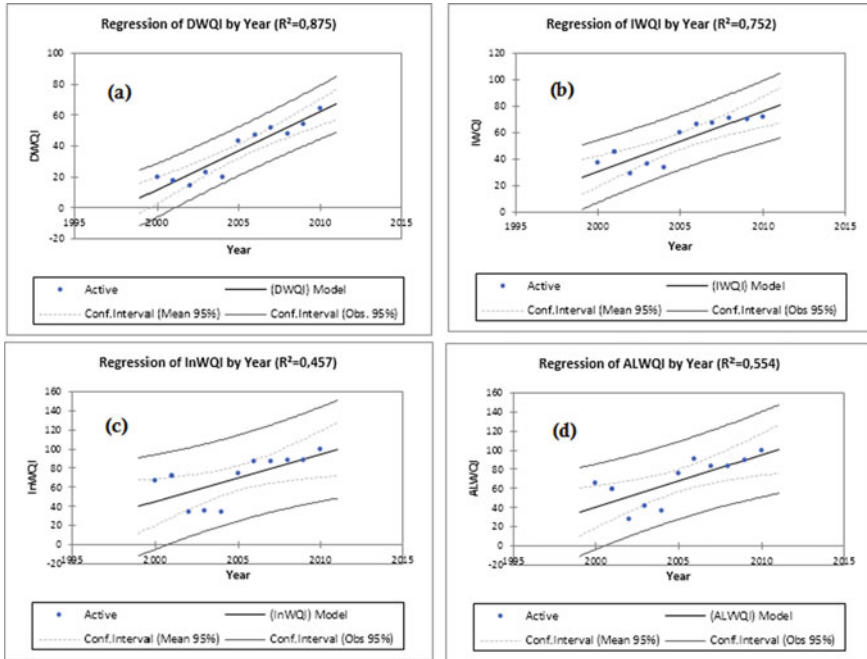 Regression of DWQI by Year (R²=0,875)
100
80
60
40
20
0
-20
1995
2000
2005
2010
2015
DWQI
(a)
Year
Active
(DWQI) Model
Conf.Interval (Mean 95%)
Conf.Interval (Obs. 95%)
Regression of IWQI by Year (R²=0,752)
120
100
80
60
40
20
0
1995
2000
2005
2010
2015
IWQI
(b)
Year
Active
(IWQI) Model
Conf.Interval (Mean 95%)
Conf.Interval (Obs 95%)
Regression of InWQI by Year (R²=0,457)
160
140
120
100
80
60
40
20
0
-20
1995
2000
2005
2010
2015
InWQI
(c)
Year
Active
(InWQI) Model
Conf.Interval (Mean 95%)
Conf.Interval (Obs 95%)
Regression of ALWQI by Year (R²=0,554)
160
140
120
100
80
60
40
20
0
-20
1995
2000
2005
2010
2015
ALWQI
(d)
Year
Active
(ALWQI) Model
Conf.Interval (Mean 95%)
Conf.Interval (Obs 95%)